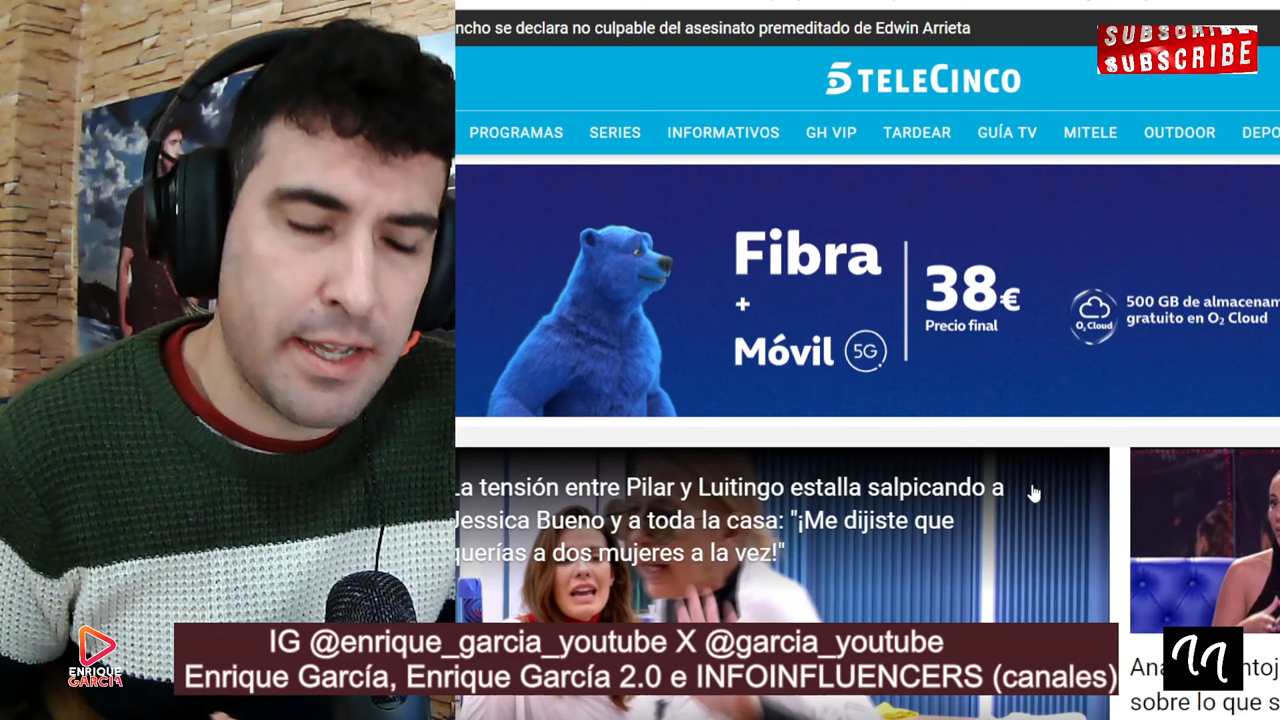 ncho se declara no culpable del asesinato premeditado de Edwin Arrieta
SUBSCRIBE
SUBSCRIBE
TELECINCO
PROGRAMAS SERIES INFORMATIVOS GH VIP TARDEAR GUÍA TV MITELE OUTDOOR DEPO
Fibra
+
Móvil 5G
38€
Precio final
O₂ Cloud
500 GB de almacenam
gratuito en O₂ Cloud
La tensión entre Pilar y Luitingo estalla salpicando a
Jessica Bueno y a toda la casa: "¡Me dijiste que
querías a dos mujeres a la vez!"
IG @enrique_garcia_youtube X @garcia_youtube
Enrique García, Enrique García 2.0 e INFOINFLUENCERS (canales)
ENRIQUE
GARCÍA
ntoj
sobre lo que s